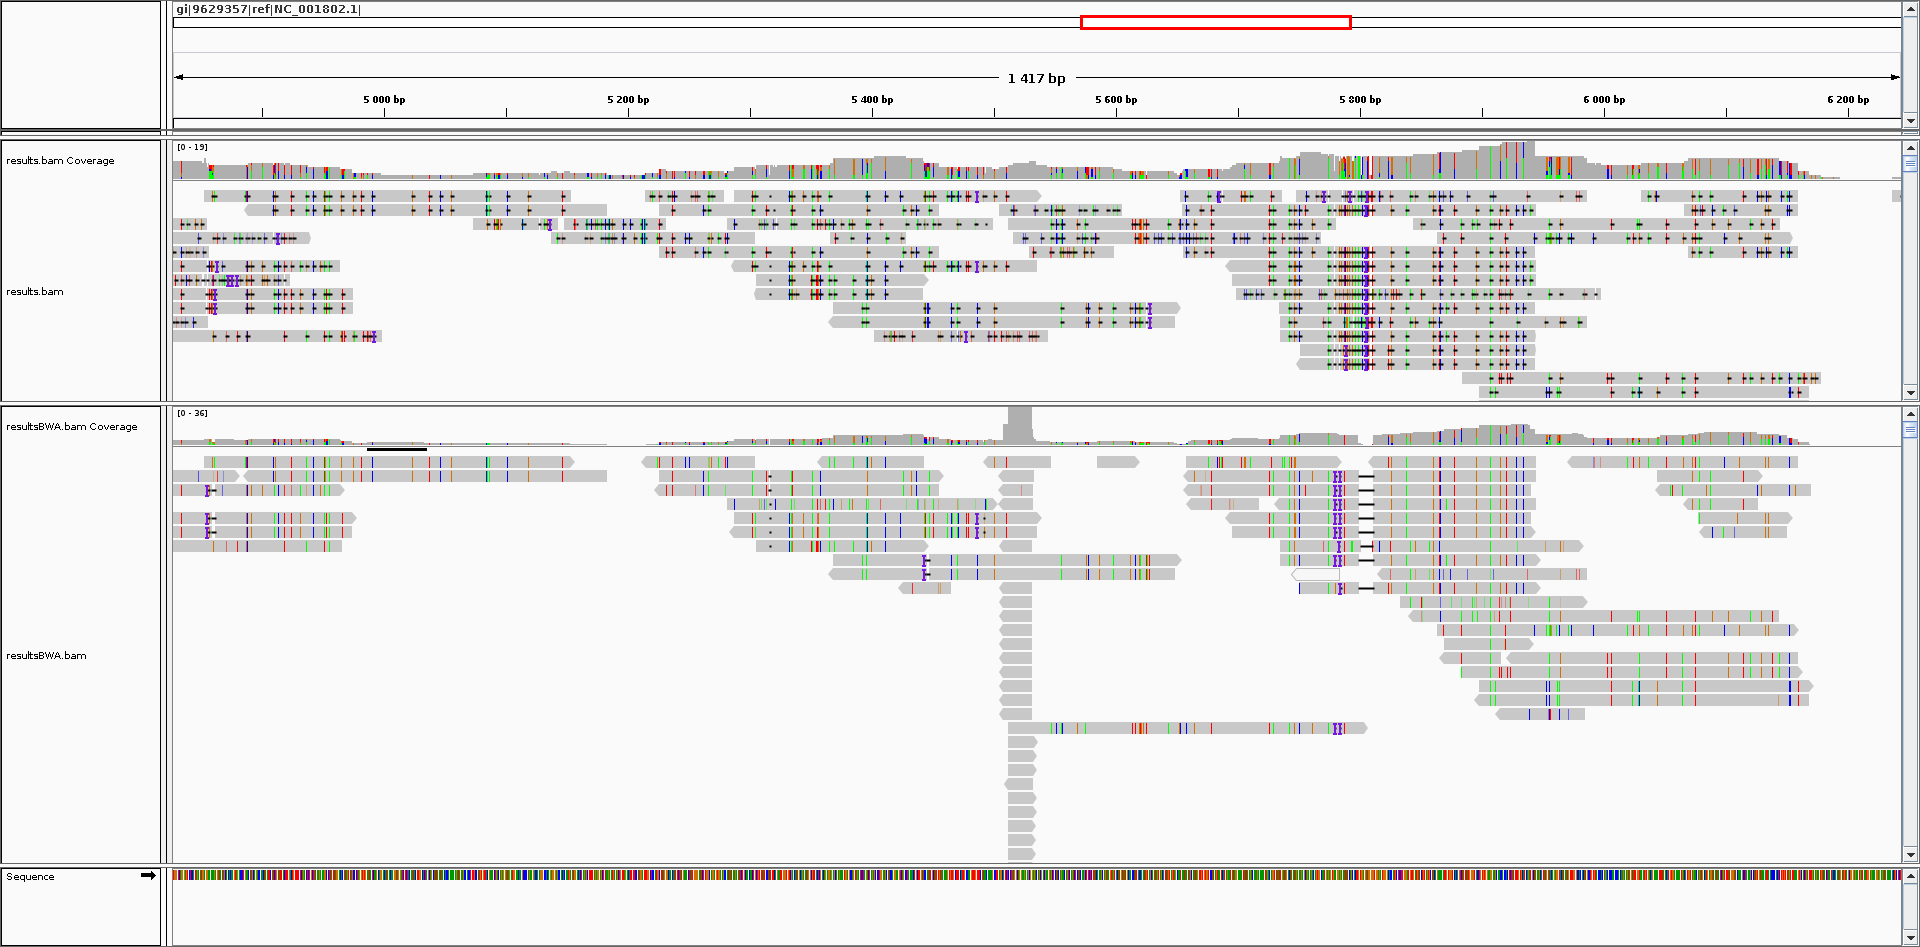 gi|9629357|ref|NC_001802.1|
1 417 bp
5 000 bp 5 200 bp 5 400 bp 5 600 bp 5 800 bp 6 000 bp 6 200 bp
[0 - 19]
results.bam Coverage
results.bam
[0 - 36]
resultsBWA.bam Coverage
resultsBWA.bam
Sequence